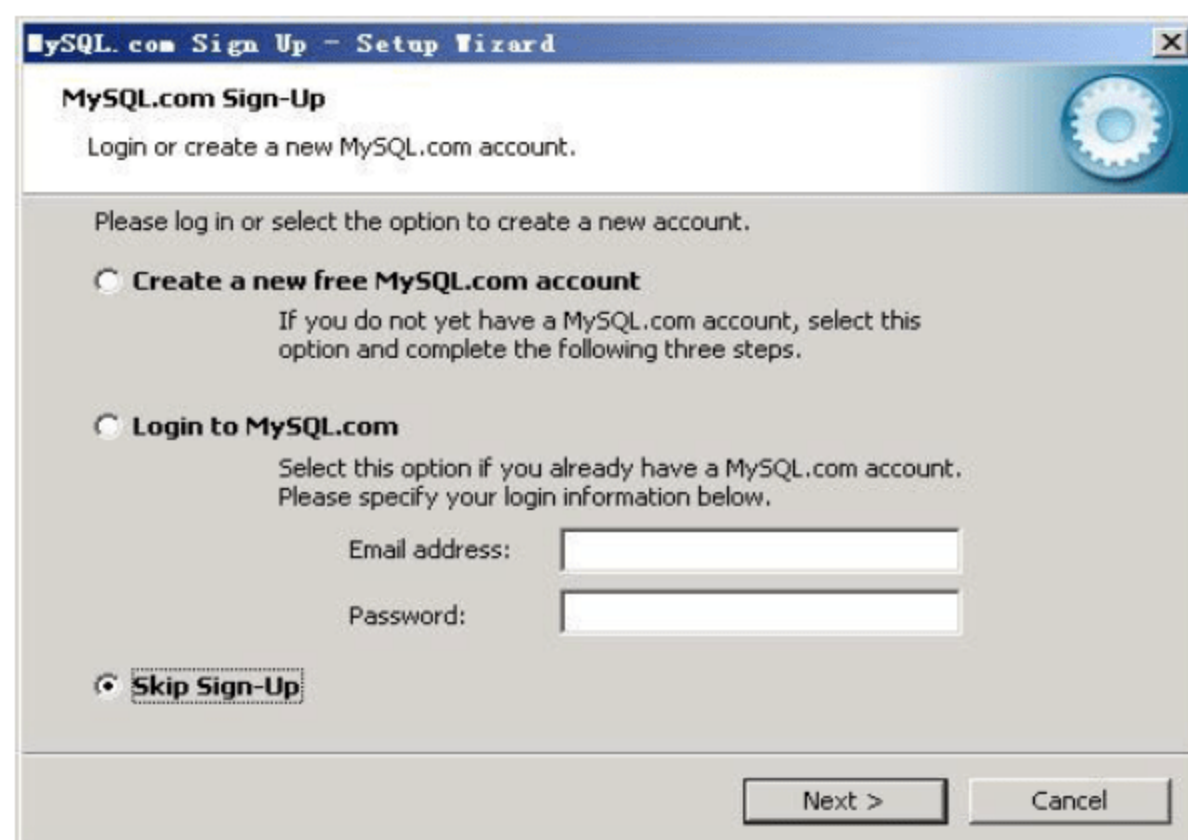 MySQL.com Sign Up - Setup Wizard
MySQL.com Sign-Up
Login or create a new MySQL.com account.
Please log in or select the option to create a new account.
Create a new free MySQL.com account
If you do not yet have a MySQL.com account, select this
option and complete the following three steps.
Login to MySQL.com
Select this option if you already have a MySQL.com account.
Please specify your login information below.
Email address:
Password:
Skip Sign-Up
Next >
Cancel